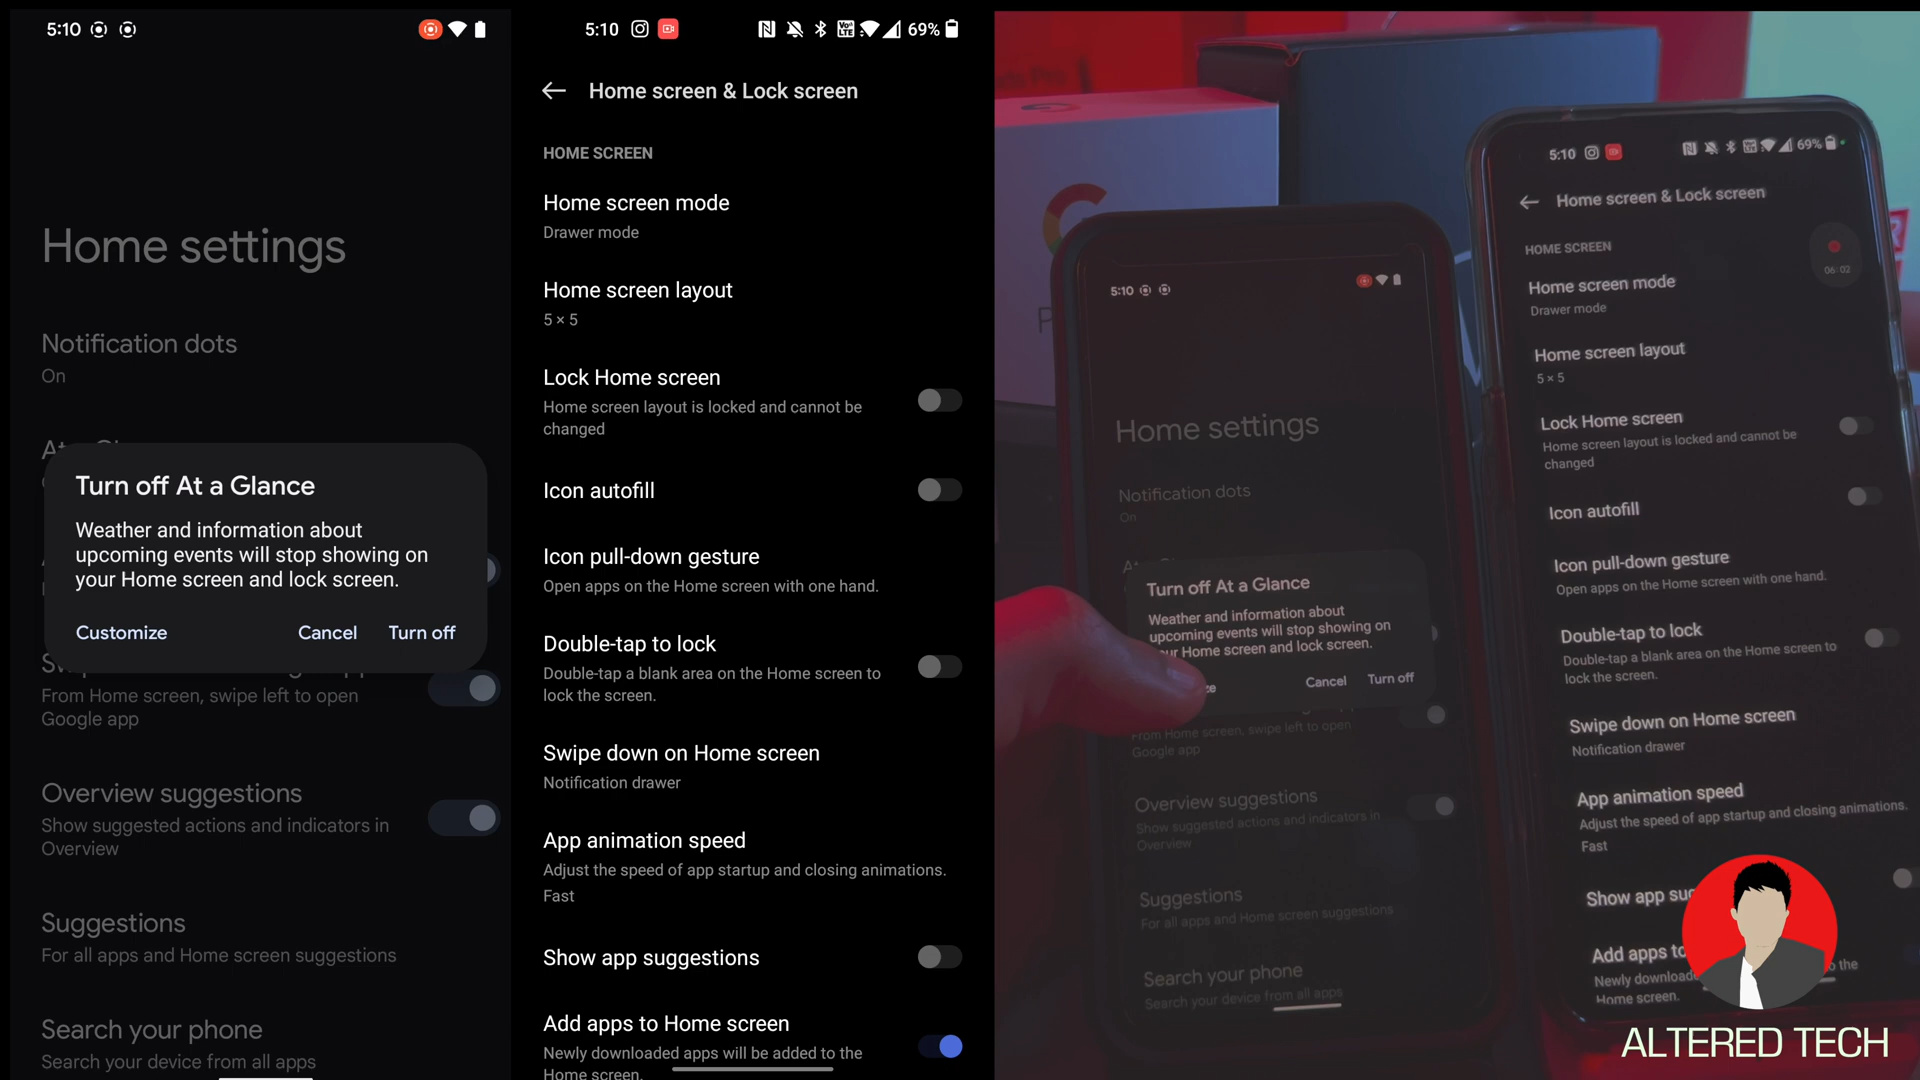 5:10
Home settings
Notification dots
On
Turn off At a Glance
Weather and information about
upcoming events will stop showing on
your Home screen and lock screen.
Customize Cancel Turn off
From Home screen, swipe left to open
Google app
Overview suggestions
Show suggested actions and indicators in
Overview
Suggestions
For all apps and Home screen suggestions
Search your phone
Search your device from all apps
5:10 69%
Home screen & Lock screen
HOME SCREEN
Home screen mode
Drawer mode
Home screen layout
5 × 5
Lock Home screen
Home screen layout is locked and cannot be
changed
Icon autofill
Icon pull-down gesture
Open apps on the Home screen with one hand.
Double-tap to lock
Double-tap a blank area on the Home screen to
lock the screen.
Swipe down on Home screen
Notification drawer
App animation speed
Adjust the speed of app startup and closing animations.
Fast
Show app suggestions
Add apps to Home screen
Newly downloaded apps will be added to the
Home screen.
5:10
Home settings
Notification dots
On
Turn off At a Glance
Weather and information about
upcoming events will stop showing on
Home screen and lock screen.
Cancel Turn off
From Home screen, swipe left to open
Google app
Overview suggestions
Show suggested actions and indicators in
Overview
Suggestions
For all apps and Home screen suggestions
Search your phone
Search your device from all apps
5:10 69%
Home screen & Lock screen
HOME SCREEN
06:02
Home screen mode
Drawer mode
Home screen layout
5 × 5
Lock Home screen
Home screen layout is locked and cannot be
changed
Icon autofill
Icon pull-down gesture
Open apps on the Home screen with one hand.
Double-tap to lock
Double-tap a blank area on the Home screen to
lock the screen.
Swipe down on Home screen
Notification drawer
App animation speed
Adjust the speed of app startup and closing animations.
Fast
Show app
Add apps to
Newly the
Home screen.
ALTERED TECH